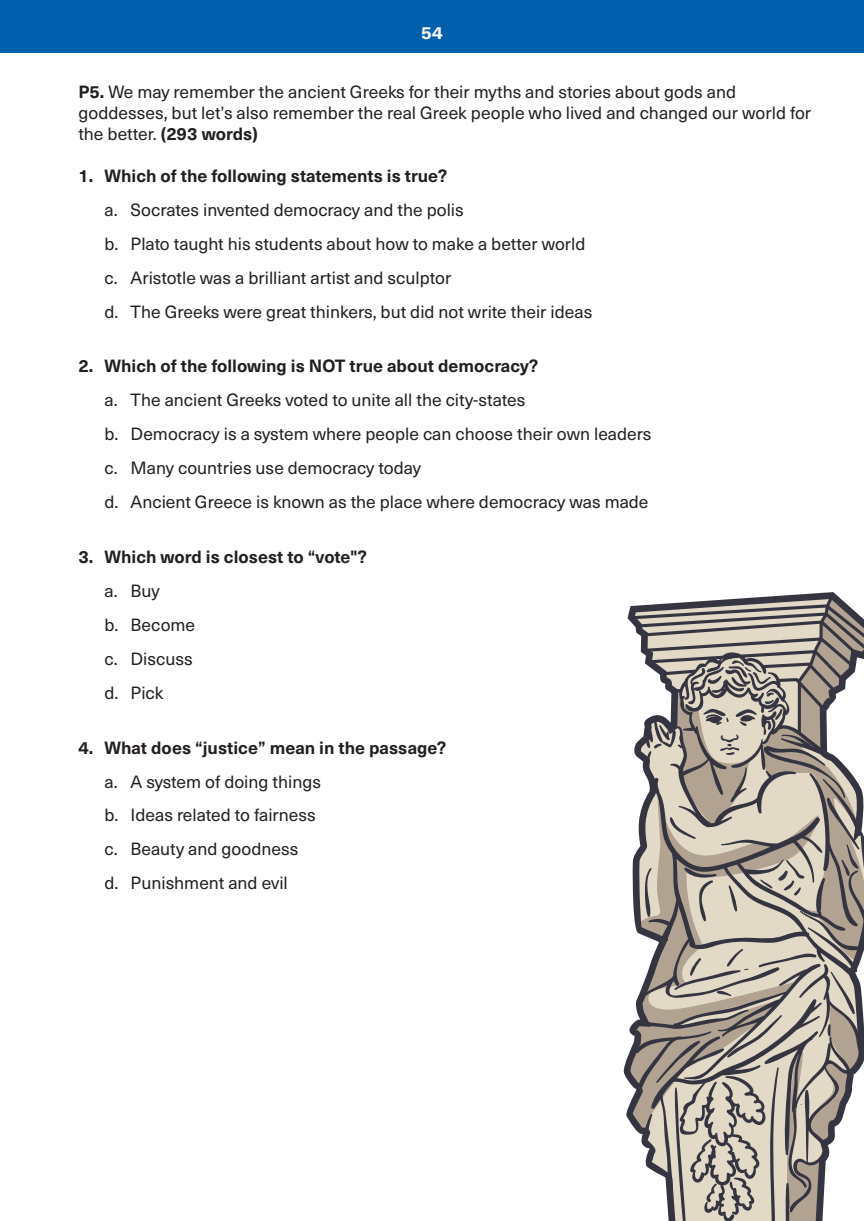 54
P5. We may remember the ancient Greeks for their myths and stories about gods and
goddesses, but let’s also remember the real Greek people who lived and changed our world for
the better. (293 words)
1. Which of the following statements is true?
a. Socrates invented democracy and the polis
b. Plato taught his students about how to make a better world
c. Aristotle was a brilliant artist and sculptor
d. The Greeks were great thinkers, but did not write their ideas
2. Which of the following is NOT true about democracy?
a. The ancient Greeks voted to unite all the city-states
b. Democracy is a system where people can choose their own leaders
c. Many countries use democracy today
d. Ancient Greece is known as the place where democracy was made
3. Which word is closest to “vote"?
a. Buy
b. Become
c. Discuss
d. Pick
4. What does “justice” mean in the passage?
a. A system of doing things
b. Ideas related to fairness
c. Beauty and goodness
d. Punishment and evil